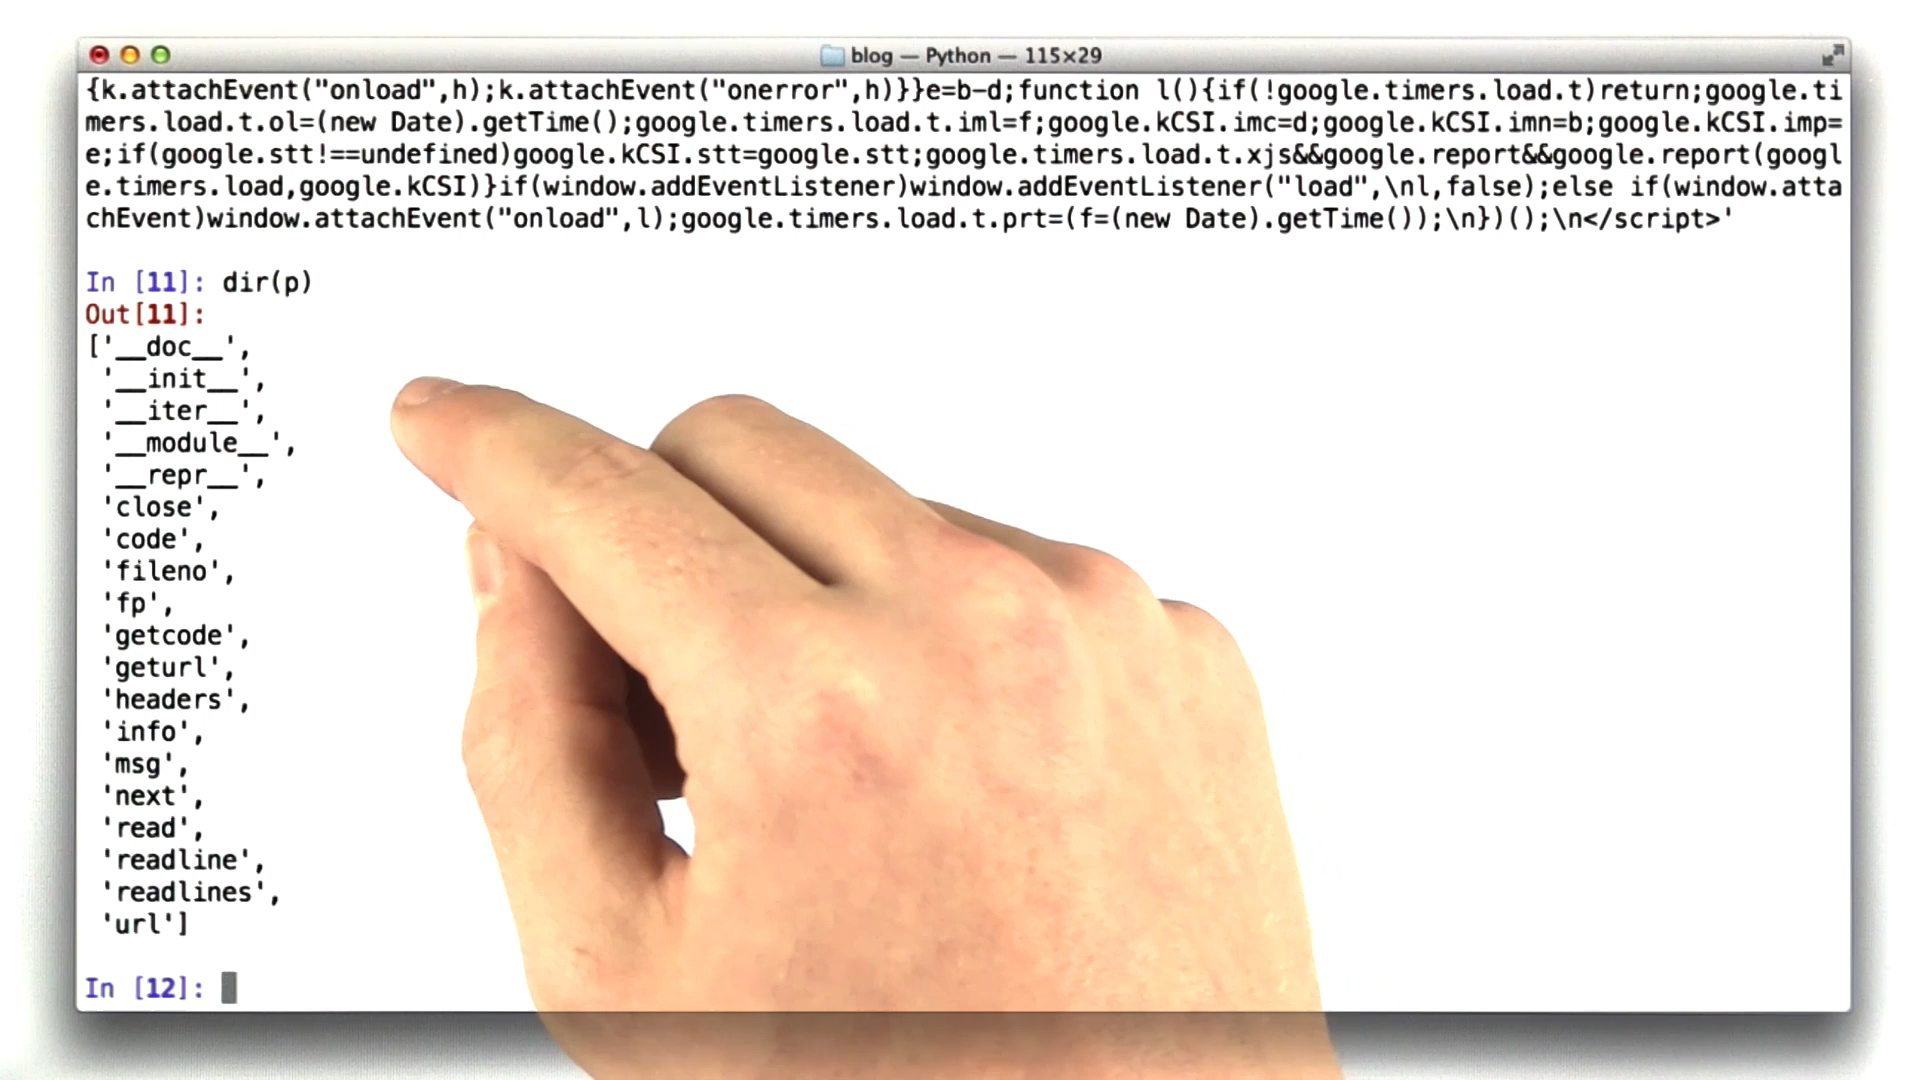 blog — Python — 115×29
{k.attachEvent("onload",h);k.attachEvent("onerror",h)}}e=b-d;function l(){if(!google.timers.load.t)return;google.ti
mers.load.t.ol=(new Date).getTime();google.timers.load.t.iml=f;google.kCSI.imc=d;google.kCSI.imn=b;google.kCSI.imp=
e;if(google.stt!==undefined)google.kCSI.stt=google.stt;google.timers.load.t.xjs&&google.report&&google.report(googl
e.timers.load,google.kCSI)}if(window.addEventListener)window.addEventListener("load",\nl,false);else if(window.atta
chEvent)window.attachEvent("onload",l);google.timers.load.t.prt=(f=(new Date).getTime());\n})();\n</script>'
In [11]: dir(p)
Out[11]:
['__doc__',
'__init__',
'__iter__',
'__module__',
'__repr__',
'close',
'code',
'fileno',
'fp',
'getcode',
'geturl',
'headers',
'info',
'msg',
'next',
'read',
'readline',
'readlines',
'url']
In [12]: